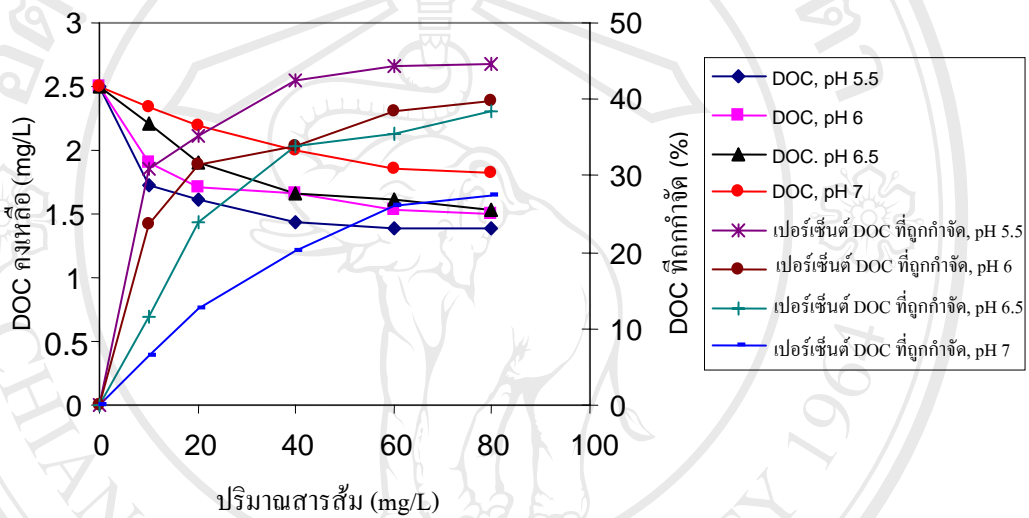 3
2.5
2
1.5
1
0.5
0
50
40
30
20
10
0
0 20 40 60 80 100
DOC คงเหลือ (mg/L)
DOC ที่ถูกกำจัด (%)
ปริมาณสารส้ม (mg/L)
DOC, pH 5.5
DOC, pH 6
DOC. pH 6.5
DOC, pH 7
เปอร์เซ็นต์ DOC ที่ถูกกำจัด, pH 5.5
เปอร์เซ็นต์ DOC ที่ถูกกำจัด, pH 6
เปอร์เซ็นต์ DOC ที่ถูกกำจัด, pH 6.5
เปอร์เซ็นต์ DOC ที่ถูกกำจัด, pH 7
1964